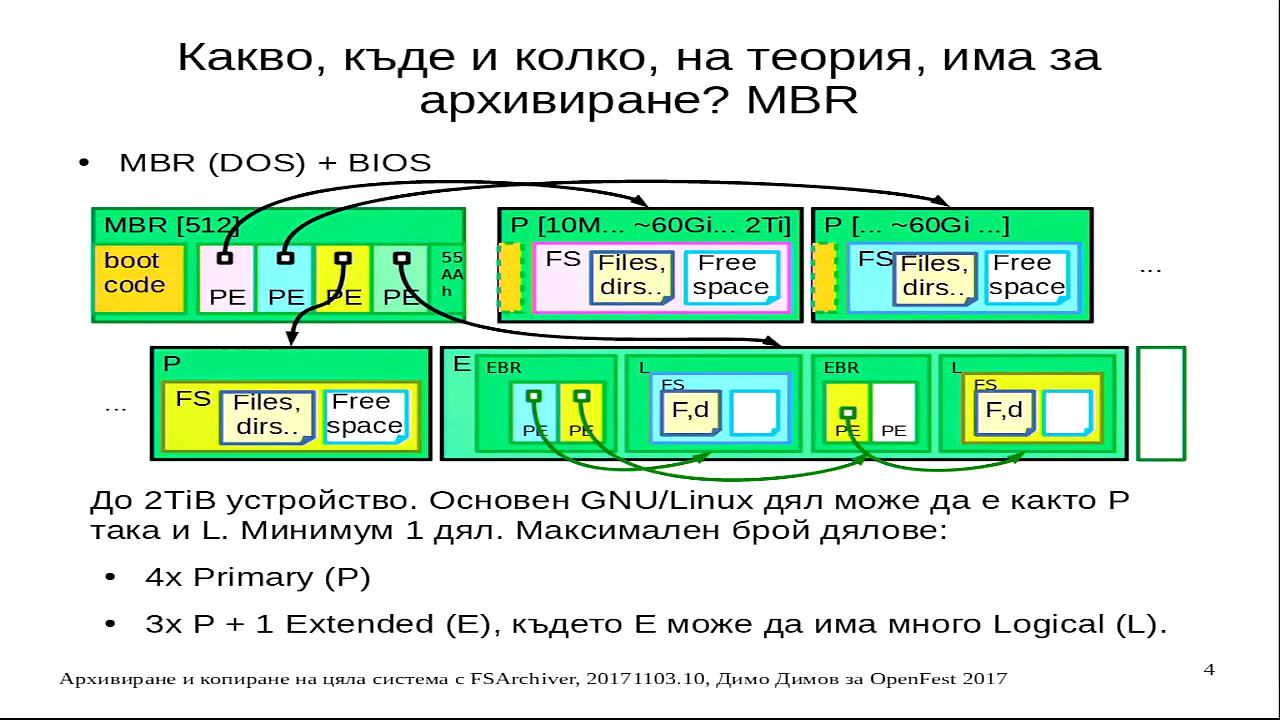 Какво, къде и колко, на теория, има за
архивиране? MBR
• MBR (DOS) + BIOS
MBR [512]
boot
code
PE
PE
PE
PE
55
AA
h
P [10M... ~60Gi... 2Ti]
FS
Files,
dirs..
Free
space
P [... ~60Gi ...]
FS
Files,
dirs..
Free
space
...
...
P
FS
Files,
dirs..
Free
space
E
EBR
PE
PE
L
FS
F,d
EBR
PE
PE
L
FS
F,d
До 2TiB устройство. Основен GNU/Linux дял може да е както P
така и L. Минимум 1 дял. Максимален брой дялове:
• 4x Primary (P)
• 3x P + 1 Extended (E), където E може да има много Logical (L).
Архивиране и копиране на цяла система с FSArchiver, 20171103.10, Димо Димов за OpenFest 2017
4